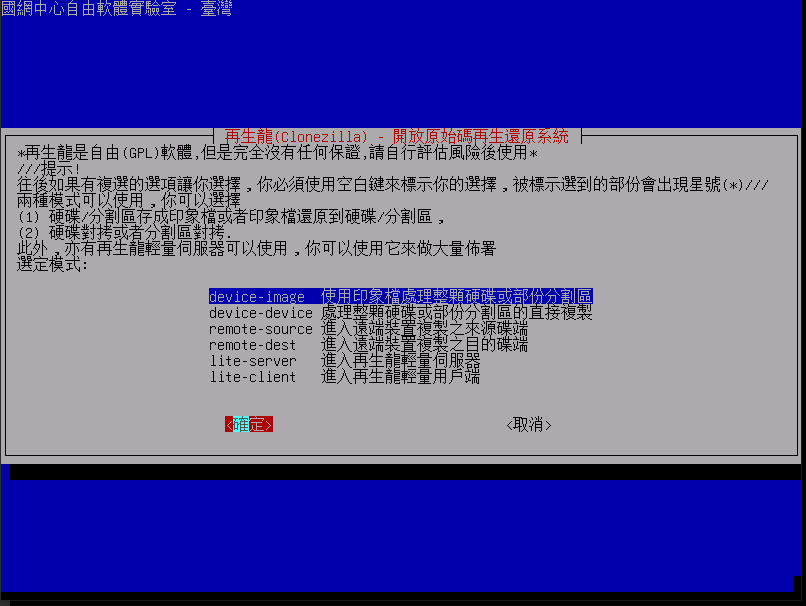 國網中心自由軟體實驗室 - 臺灣
再生龍(Clonezilla) - 開放原始碼再生還原系統
*再生龍是自由(GPL)軟體,但是完全沒有任何保證,請自行評估風險後使用*
///提示!
往後如果有複選的選項讓你選擇，你必須使用空白鍵來標示你的選擇，被標示選到的部份會出現星號(*)///
兩種模式可以使用，你可以選擇
(1) 硬碟/分割區存成印象檔或者印象檔還原到硬碟/分割區，
(2) 硬碟對拷或者分割區對拷.
此外，亦有再生龍輕量伺服器可以使用，你可以使用它來做大量佈署
選定模式:
device-image 使用印象檔處理整顆硬碟或部份分割區
device-device 處理整顆硬碟或部份分割區的直接複製
remote-source 進入遠端裝置複製之來源碟端
remote-dest 進入遠端裝置複製之目的碟端
lite-server 進入再生龍輕量伺服器
lite-client 進入再生龍輕量用戶端
<確定> <取消>